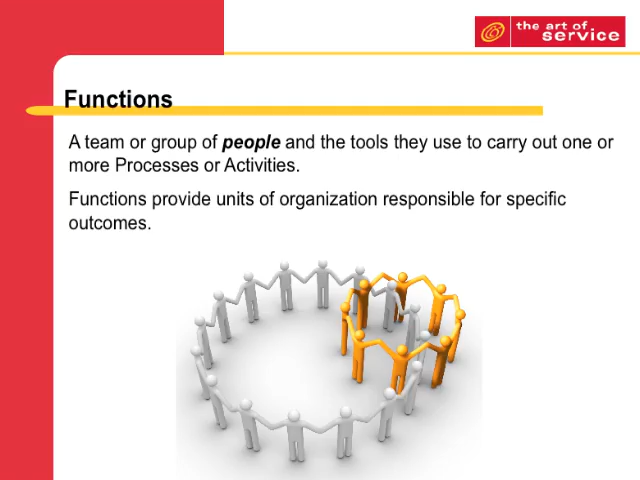 the art of
service
Functions
A team or group of people and the tools they use to carry out one or
more Processes or Activities.
Functions provide units of organization responsible for specific
outcomes.